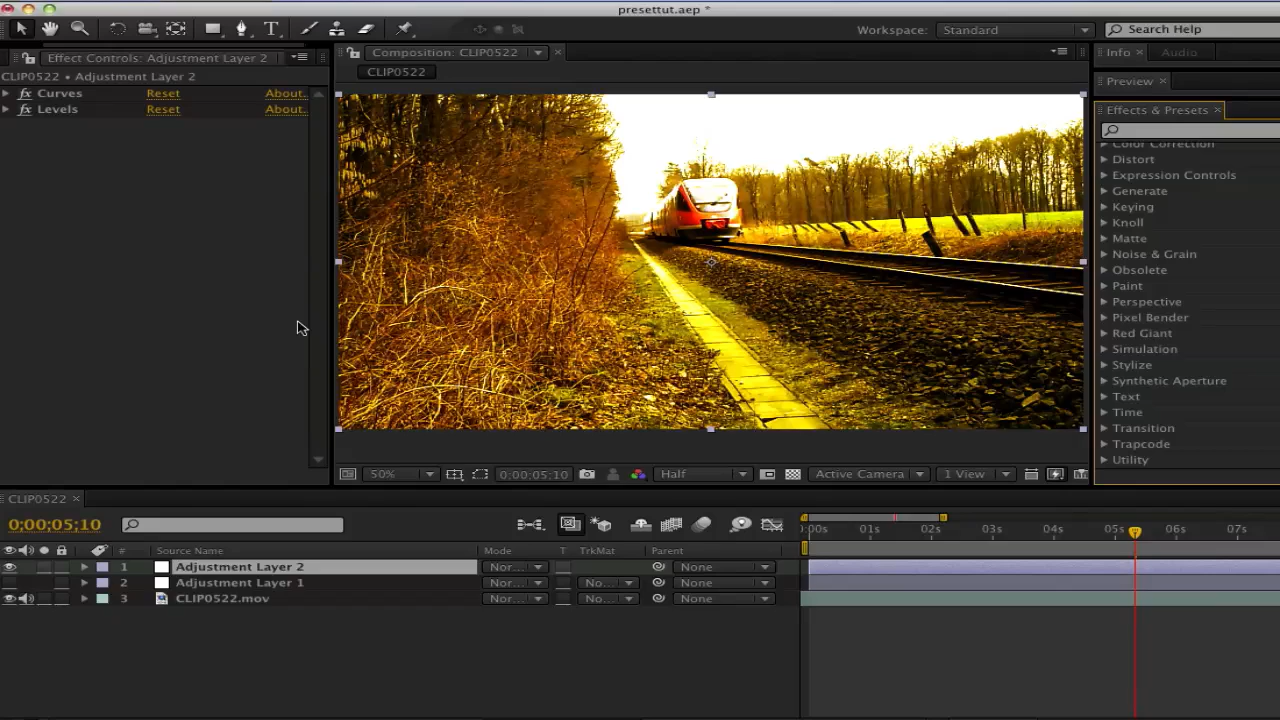 presettut.aep *
Workspace: Standard
Search Help
Effect Controls: Adjustment Layer 2
Composition: CLIP0522
Info Audio
CLIP0522 • Adjustment Layer 2
CLIP0522
Preview
fx Curves Reset About..
fx Levels Reset About..
Effects & Presets
Color Correction
Distort
Expression Controls
Generate
Keying
Knoll
Matte
Noise & Grain
Obsolete
Paint
Perspective
Pixel Bender
Red Giant
Simulation
Stylize
Synthetic Aperture
Text
Time
Transition
Trapcode
Utility
50% 0;00;05;10 Half Active Camera 1 View
CLIP0522
0;00;05;10
:00s 01s 02s 03s 04s 05s 06s 07s
# Source Name Mode T TrkMat Parent
1 Adjustment Layer 2 Nor... None
2 Adjustment Layer 1 Nor... No... None
3 CLIP0522.mov Nor... No... None